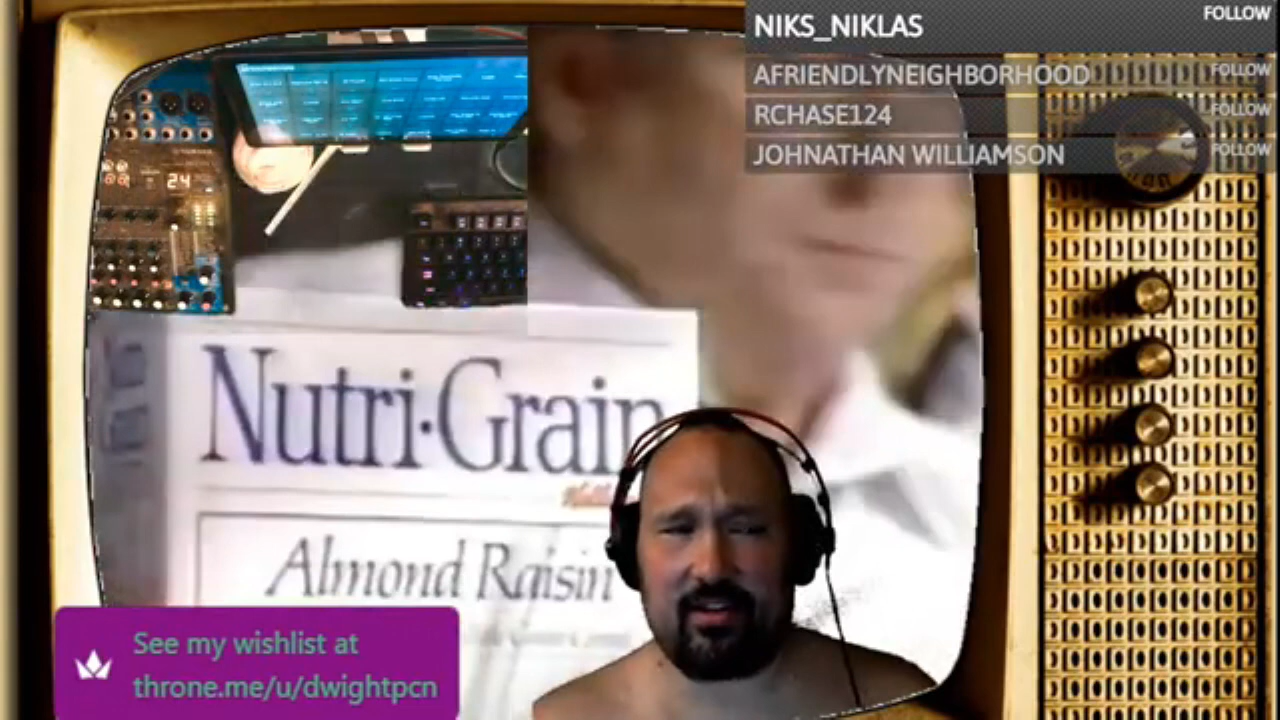 NIKS_NIKLAS
FOLLOW
AFRIENDLYNEIGHBORHOOD
FOLLOW
RCHASE124
FOLLOW
JOHNATHAN WILLIAMSON
FOLLOW
24
Nutri·Grain
Almond Raisin
See my wishlist at
throne.me/u/dwightpcn